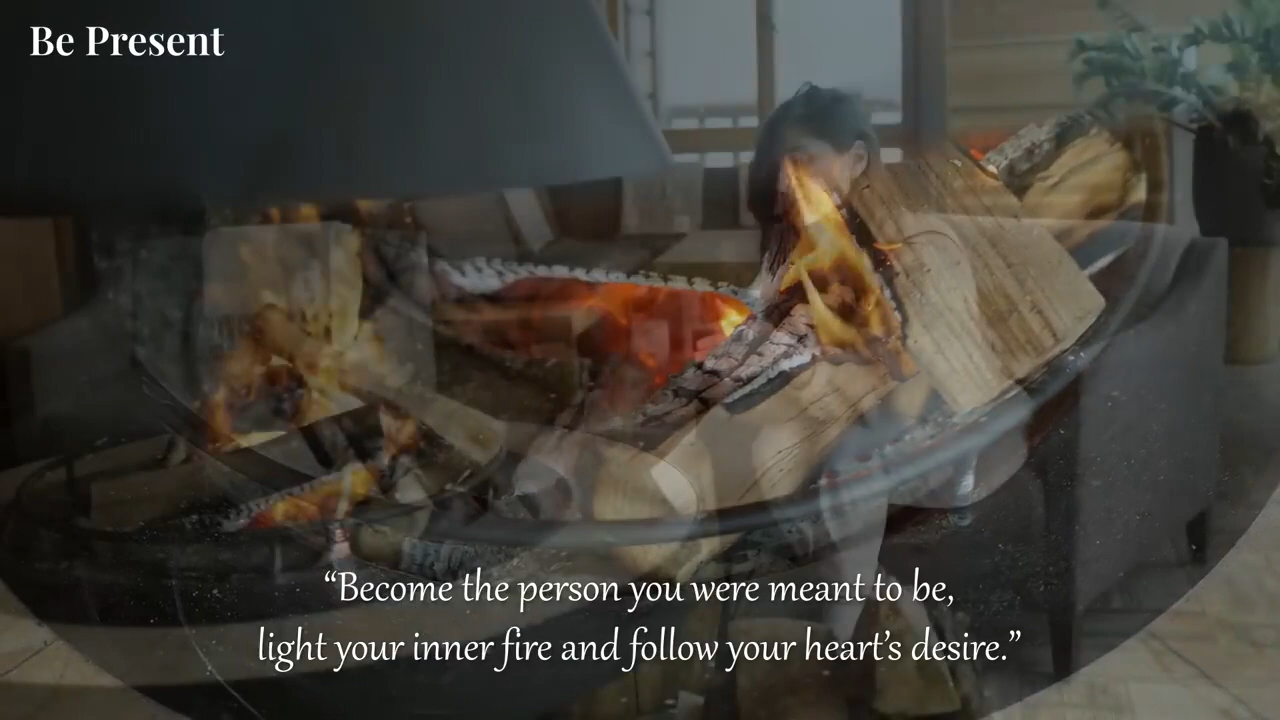 Be Present
“Become the person you were meant to be,
light your inner fire and follow your heart’s desire.”